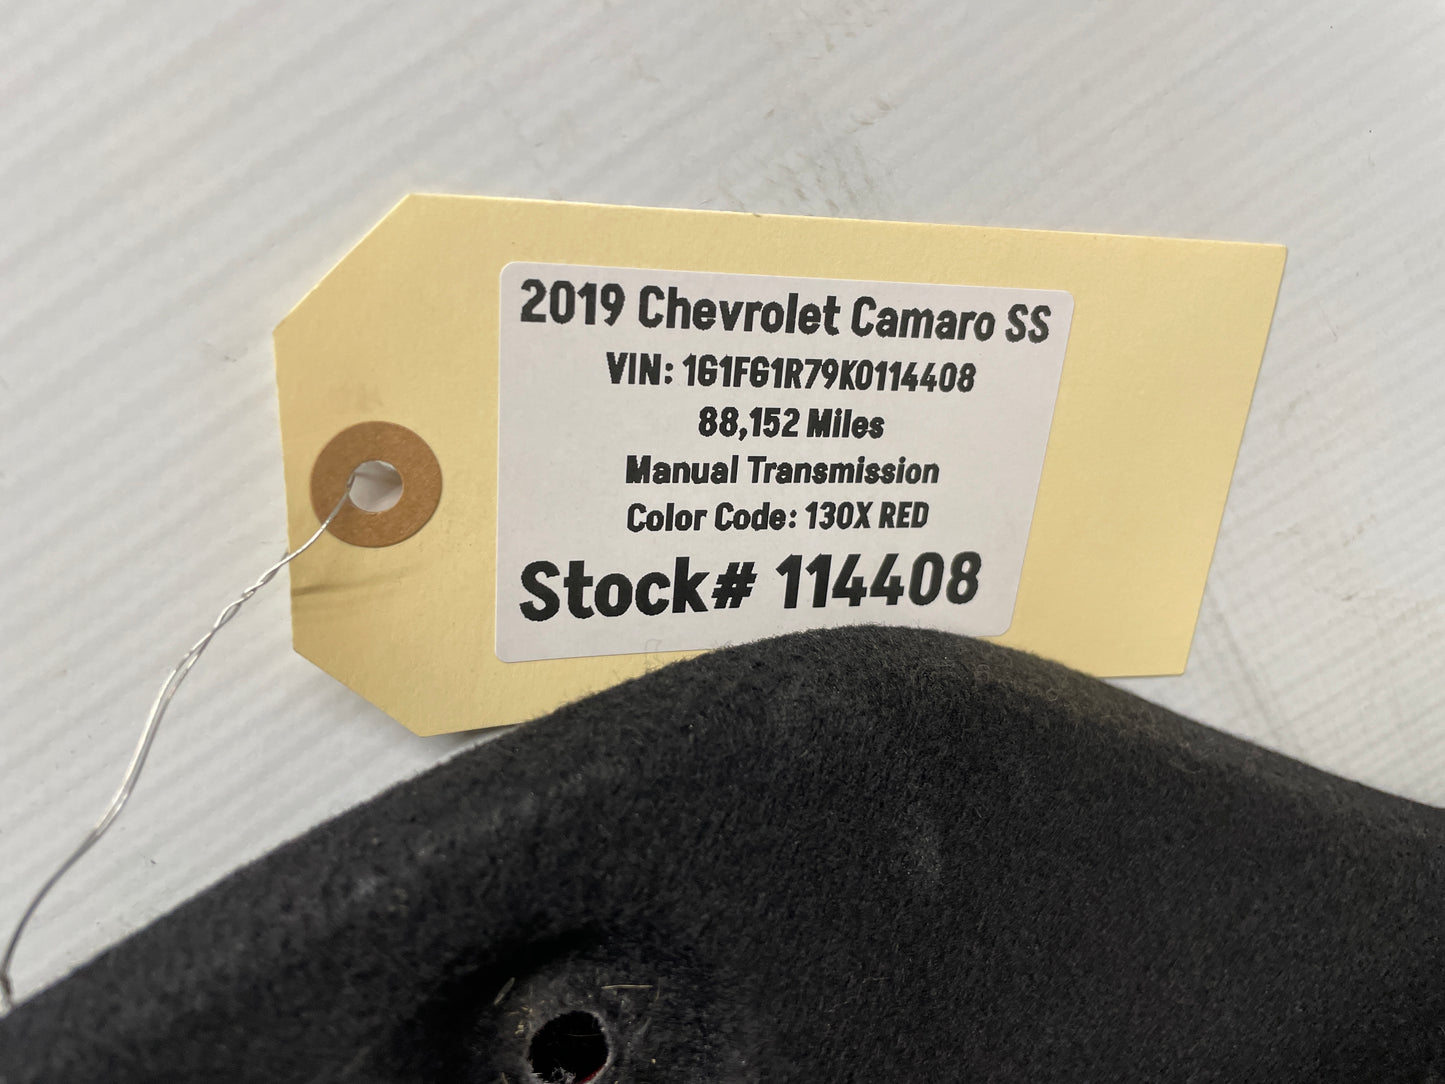 2019 Chevrolet Camaro SS
VIN: 1G1FG1R79K0114408
88,152 Miles
Manual Transmission
Color Code: 130X RED
Stock# 114408